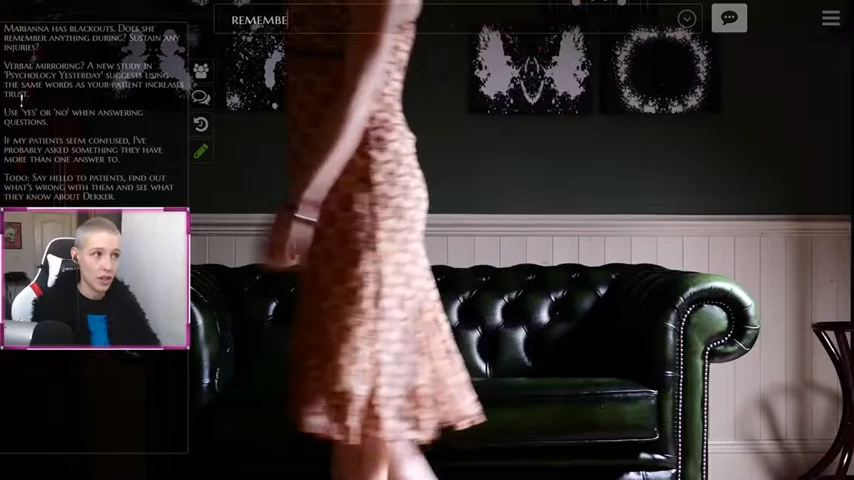 REMEMBE
MARIANNA HAS BLACKOUTS. DOES SHE
REMEMBER ANYTHING DURING? SUSTAIN ANY
INJURIES?
VERBAL MIRRORING? A NEW STUDY IN
'PSYCHOLOGY YESTERDAY' SUGGESTS USING
THE SAME WORDS AS YOUR PATIENT INCREASES
TRUST.
USE 'YES' OR 'NO' WHEN ANSWERING
QUESTIONS.
IF MY PATIENTS SEEM CONFUSED, I'VE
PROBABLY ASKED SOMETHING THEY HAVE
MORE THAN ONE ANSWER TO.
TODO: SAY HELLO TO PATIENTS, FIND OUT
WHAT'S WRONG WITH THEM AND SEE WHAT
THEY KNOW ABOUT DEKKER.